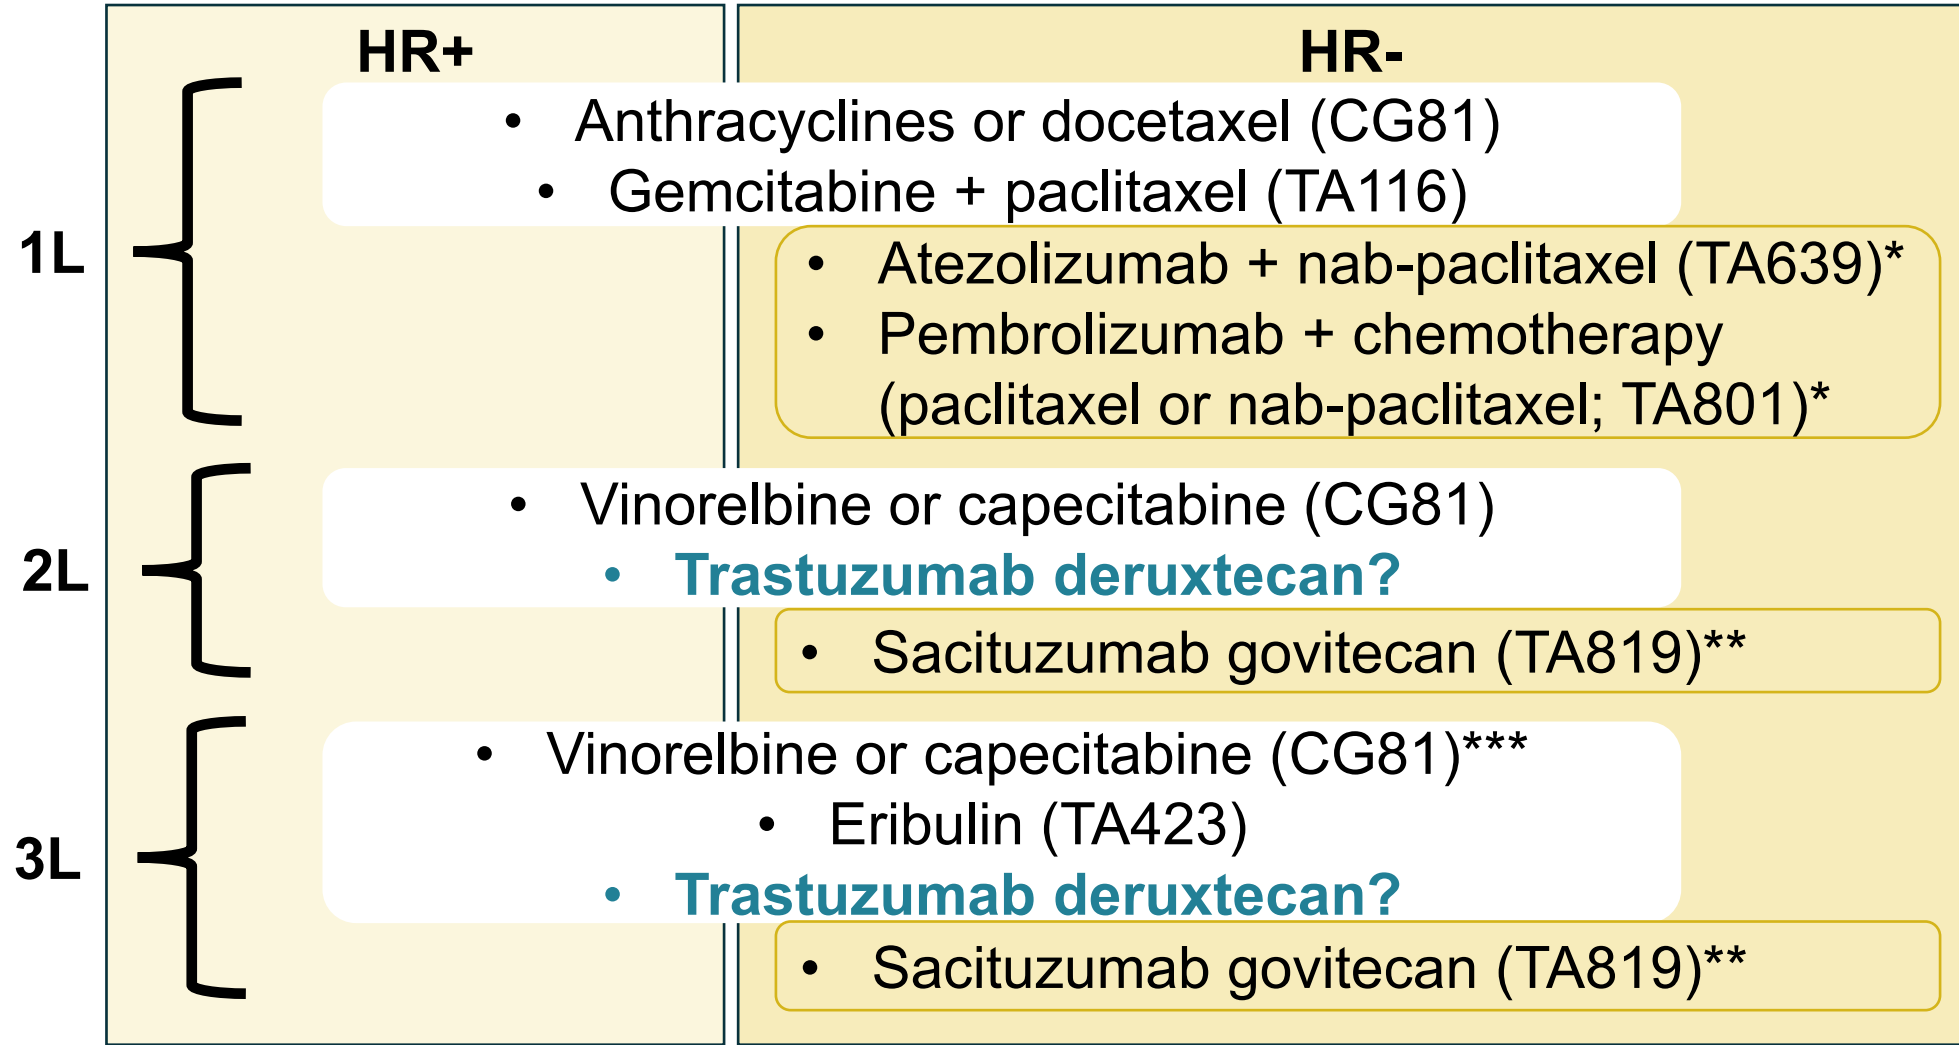 HR+
HR-
1L
• Anthracyclines or docetaxel (CG81)
• Gemcitabine + paclitaxel (TA116)
• Atezolizumab + nab-paclitaxel (TA639)*
• Pembrolizumab + chemotherapy
(paclitaxel or nab-paclitaxel; TA801)*
2L
• Vinorelbine or capecitabine (CG81)
• Trastuzumab deruxtecan?
• Sacituzumab govitecan (TA819)**
3L
• Vinorelbine or capecitabine (CG81)***
• Eribulin (TA423)
• Trastuzumab deruxtecan?
• Sacituzumab govitecan (TA819)**